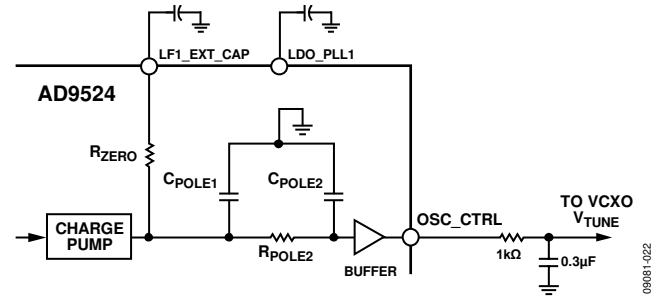 LF1_EXT_CAP
LDO_PLL1
AD9524
RZERO
CPOLE1
CPOLE2
CHARGE
PUMP
RPOLE2
BUFFER
OSC_CTRL
1kΩ
TO VCXO
VTUNE
0.3µF
09081-022